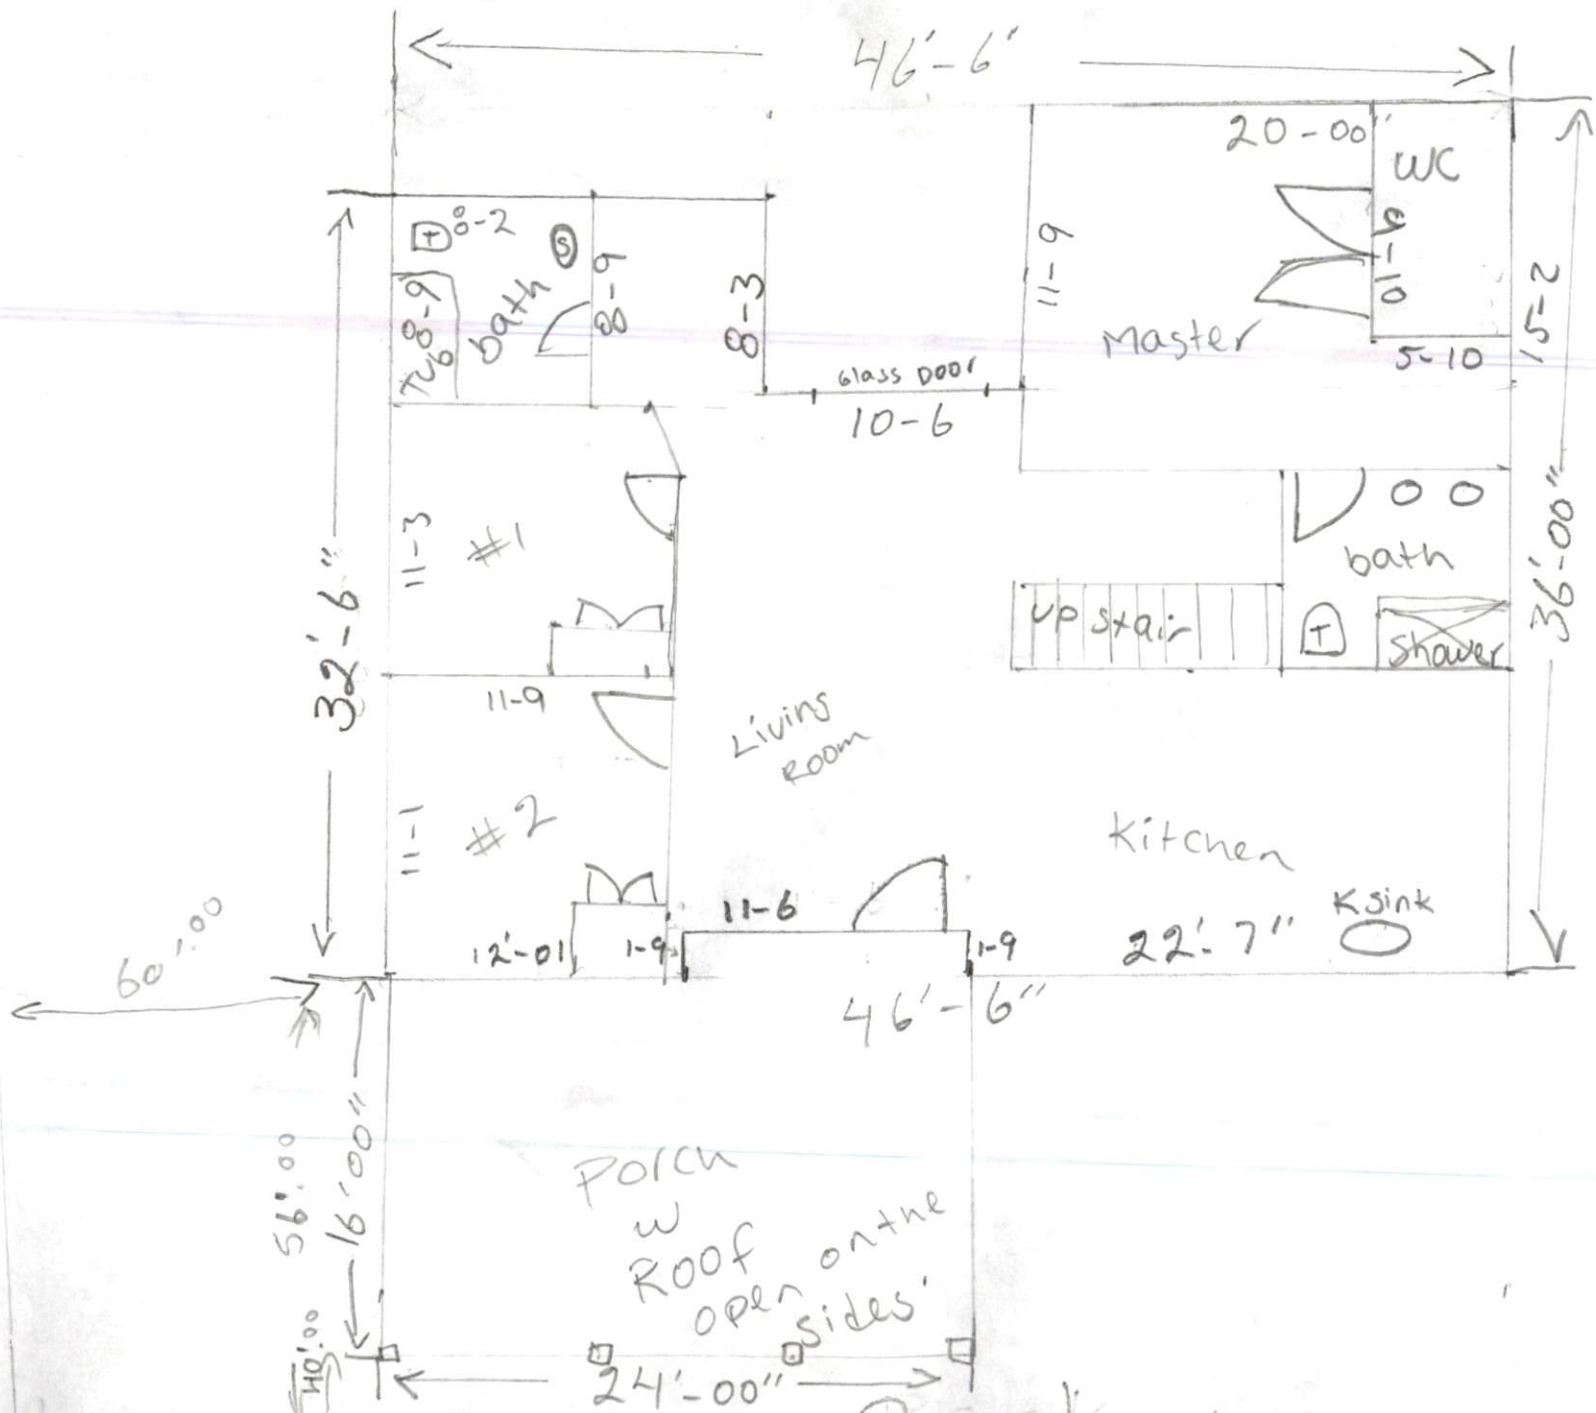 46'-6"
20-00"
WC
T
8-2
S
8-9
8-3
11-9
9-10
15-2
Tub
8-9
bath
Master
5-10
Glass Door
10-6
32'-6"
36'-00"
11-3
#1
bath
up stair
T
Shower
11-9
Living
Room
11-1
#2
Kitchen
11-6
K Sink
60'.00
12'-01
1-9
1-9
22'-7"
46'-6"
56'.00
16'00"
Porch
W
Roof
open on the
sides'
40'.00
24'-00"